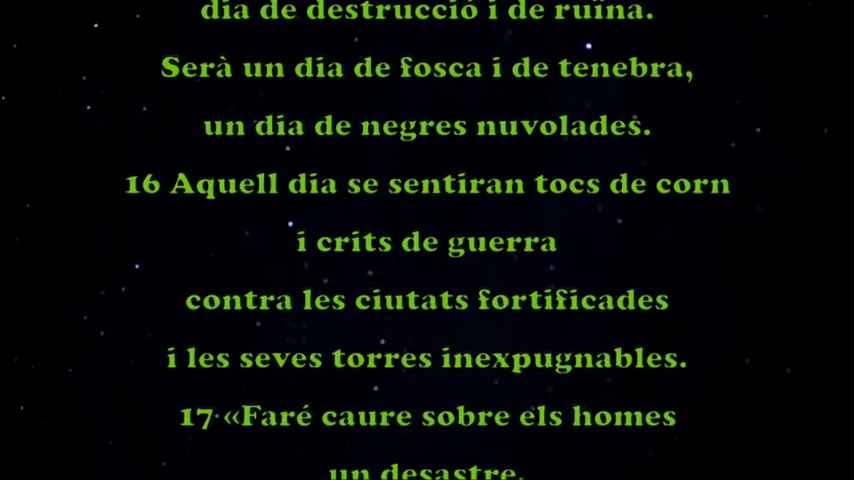 dia de destrucció i de ruïna.
Serà un dia de fosca i de tenebra,
un dia de negres nuvolades.
16 Aquell dia se sentiran tocs de corn
i crits de guerra
contra les ciutats fortificades
i les seves torres inexpugnables.
17 «Faré caure sobre els homes
un desastre.